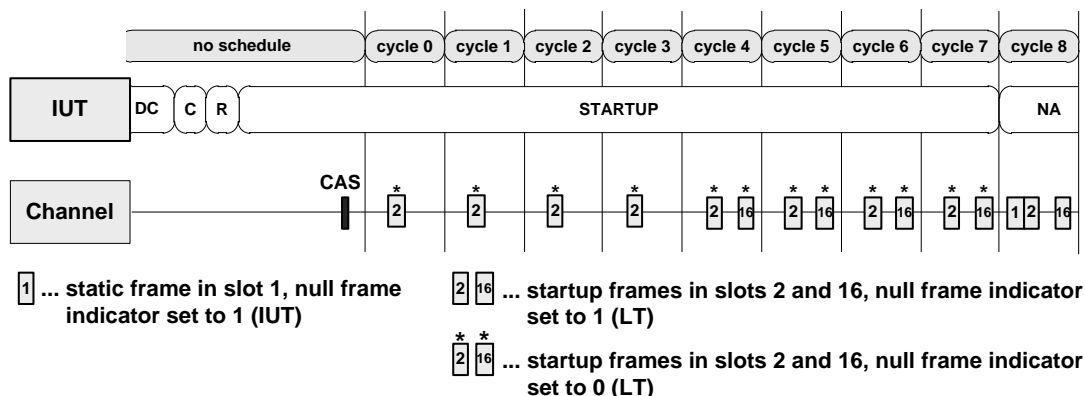 no schedule cycle 0 cycle 1 cycle 2 cycle 3 cycle 4 cycle 5 cycle 6 cycle 7 cycle 8
IUT DC C R STARTUP NA
CAS * * * * * * * * * * * *
Channel 2 2 2 2 2 16 2 16 2 16 2 16 1 2 16
1 ... static frame in slot 1, null frame
indicator set to 1 (IUT)
2 16 ... startup frames in slots 2 and 16, null frame indicator
set to 1 (LT)
* *
2 16 ... startup frames in slots 2 and 16, null frame indicator
set to 0 (LT)